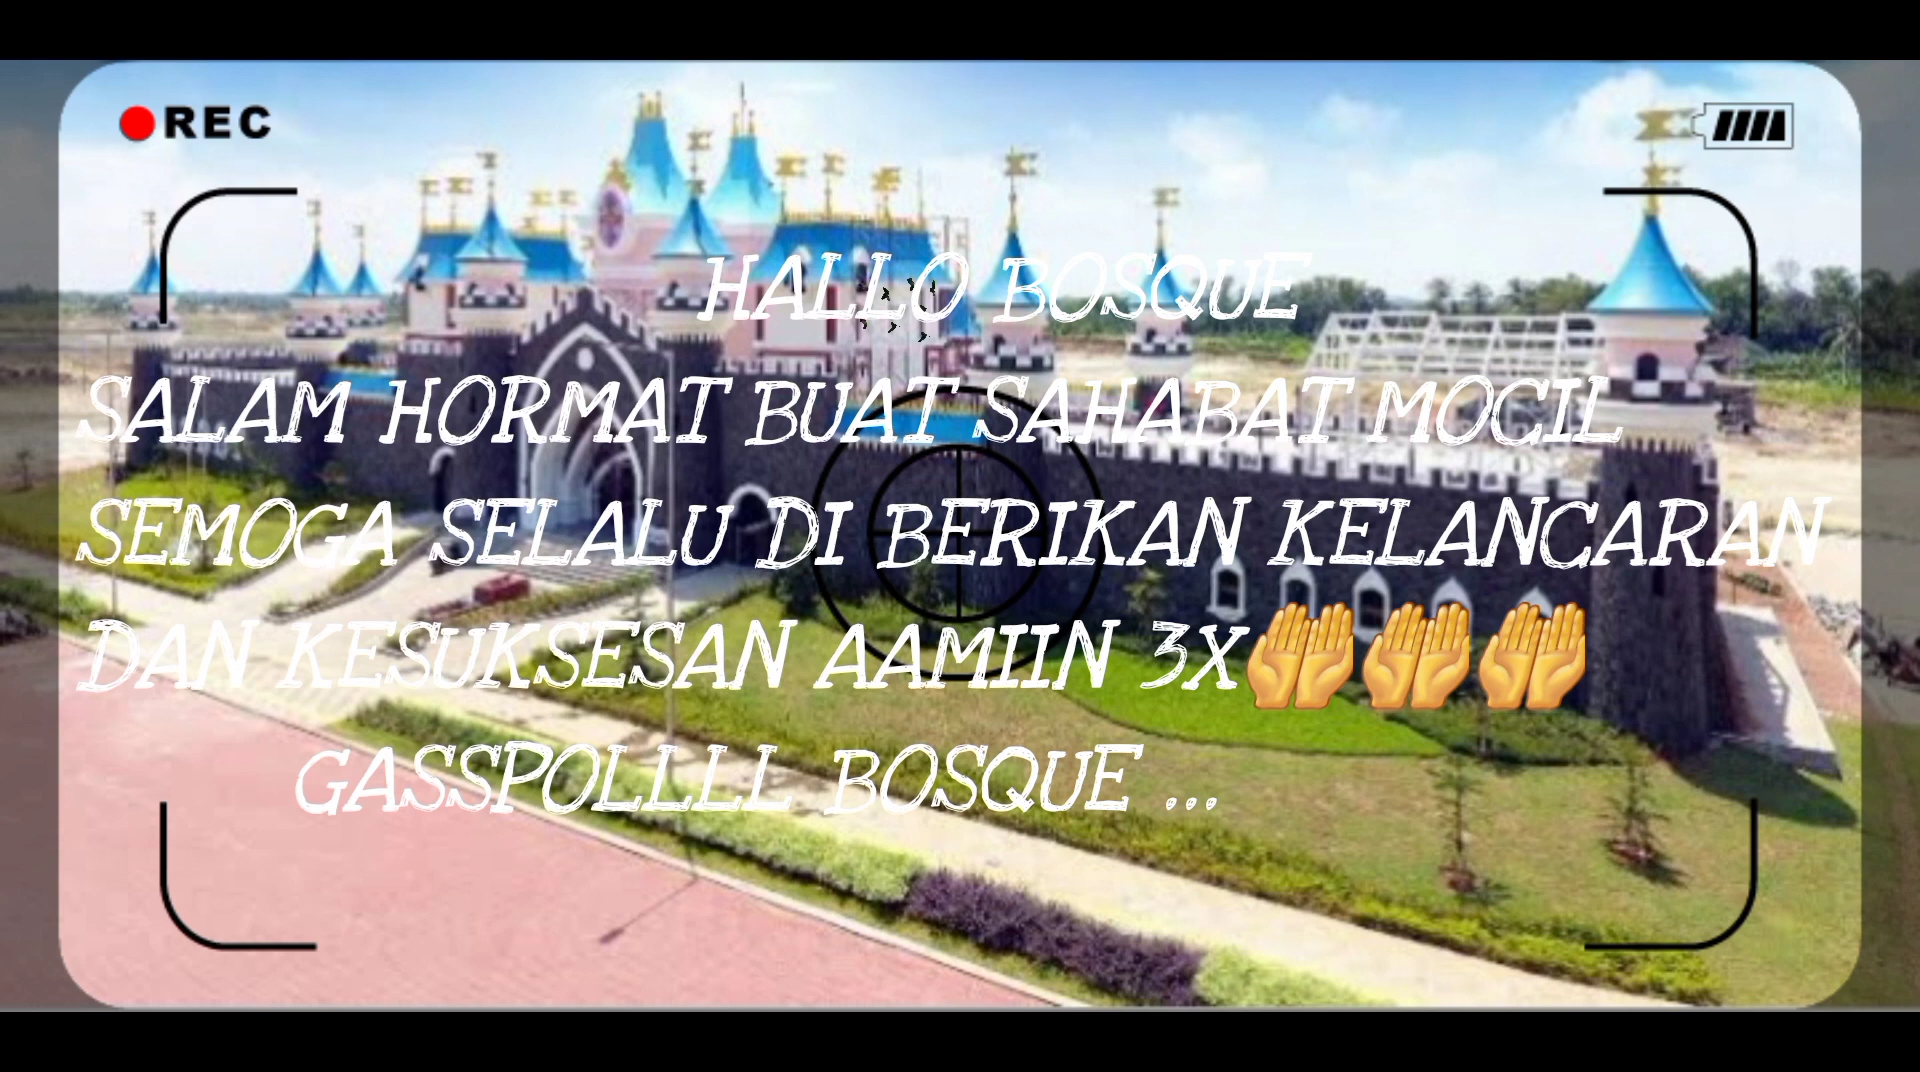 REC
HALLO BOSQUE
SALAM HORMAT BUAT SAHABAT MOCIL
SEMOGA SELALU DI BERIKAN KELANCARAN
DAN KESUKSESAN AAMIIN 3X🤲🤲🤲
GASSPOLLLL BOSQUE ...